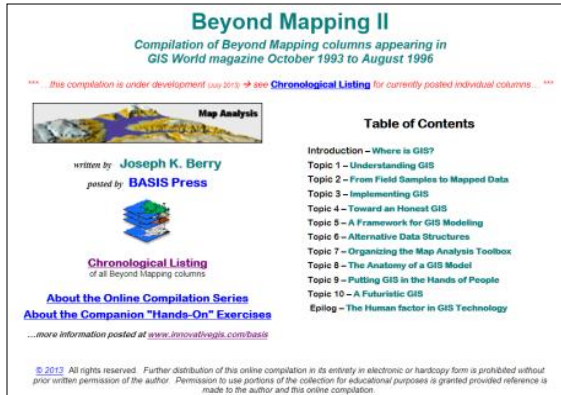 Beyond Mapping II
Compilation of Beyond Mapping columns appearing in
GIS World magazine October 1993 to August 1996
*** …this compilation is under development (July 2013) → see Chronological Listing for currently posted individual columns… ***
Map Analysis
written by Joseph K. Berry
posted by BASIS Press
Chronological Listing
of all Beyond Mapping columns
About the Online Compilation Series
About the Companion "Hands-On" Exercises
…more information posted at www.innovativegis.com/basis
Table of Contents
Introduction – Where is GIS?
Topic 1 – Understanding GIS
Topic 2 – From Field Samples to Mapped Data
Topic 3 – Implementing GIS
Topic 4 – Toward an Honest GIS
Topic 5 – A Framework for GIS Modeling
Topic 6 – Alternative Data Structures
Topic 7 – Organizing the Map Analysis Toolbox
Topic 8 – The Anatomy of a GIS Model
Topic 9 – Putting GIS in the Hands of People
Topic 10 – A Futuristic GIS
Epilog – The Human factor in GIS Technology
© 2013 All rights reserved. Further distribution of this online compilation in its entirety in electronic or hardcopy form is prohibited without
prior written permission of the author. Permission to use portions of the collection for educational purposes is granted provided reference is
made to the author and this online compilation.